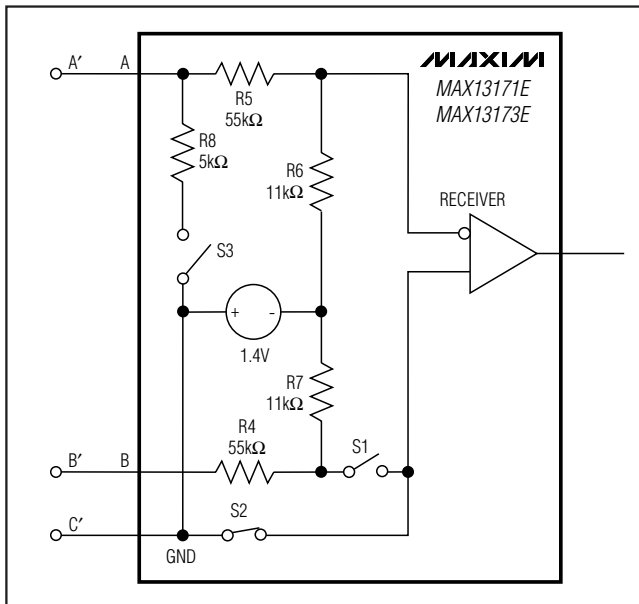 MAXIM
MAX13171E
MAX13173E
A′
A
R5
55kΩ
R8
5kΩ
R6
11kΩ
RECEIVER
S3
+
-
1.4V
R7
11kΩ
R4
55kΩ
S1
B′
B
S2
C′
GND